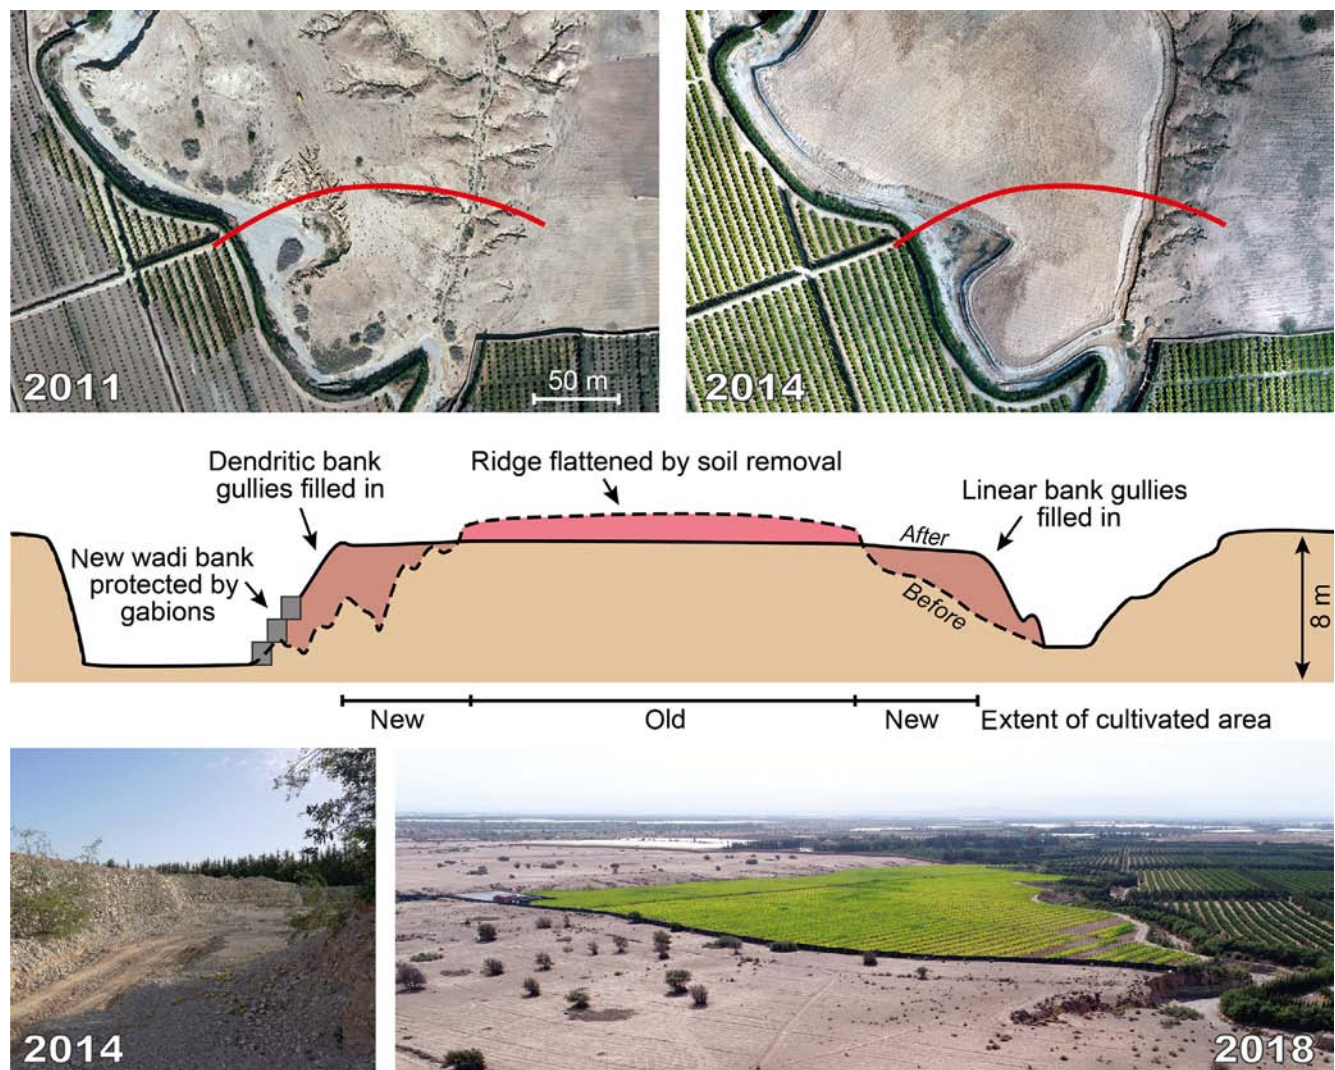 2011
50 m
2014
Dendritic bank
gullies filled in
Ridge flattened by soil removal
Linear bank gullies
filled in
New wadi bank
protected by
gabions
After
Before
8 m
New
Old
New
Extent of cultivated area
2014
2018